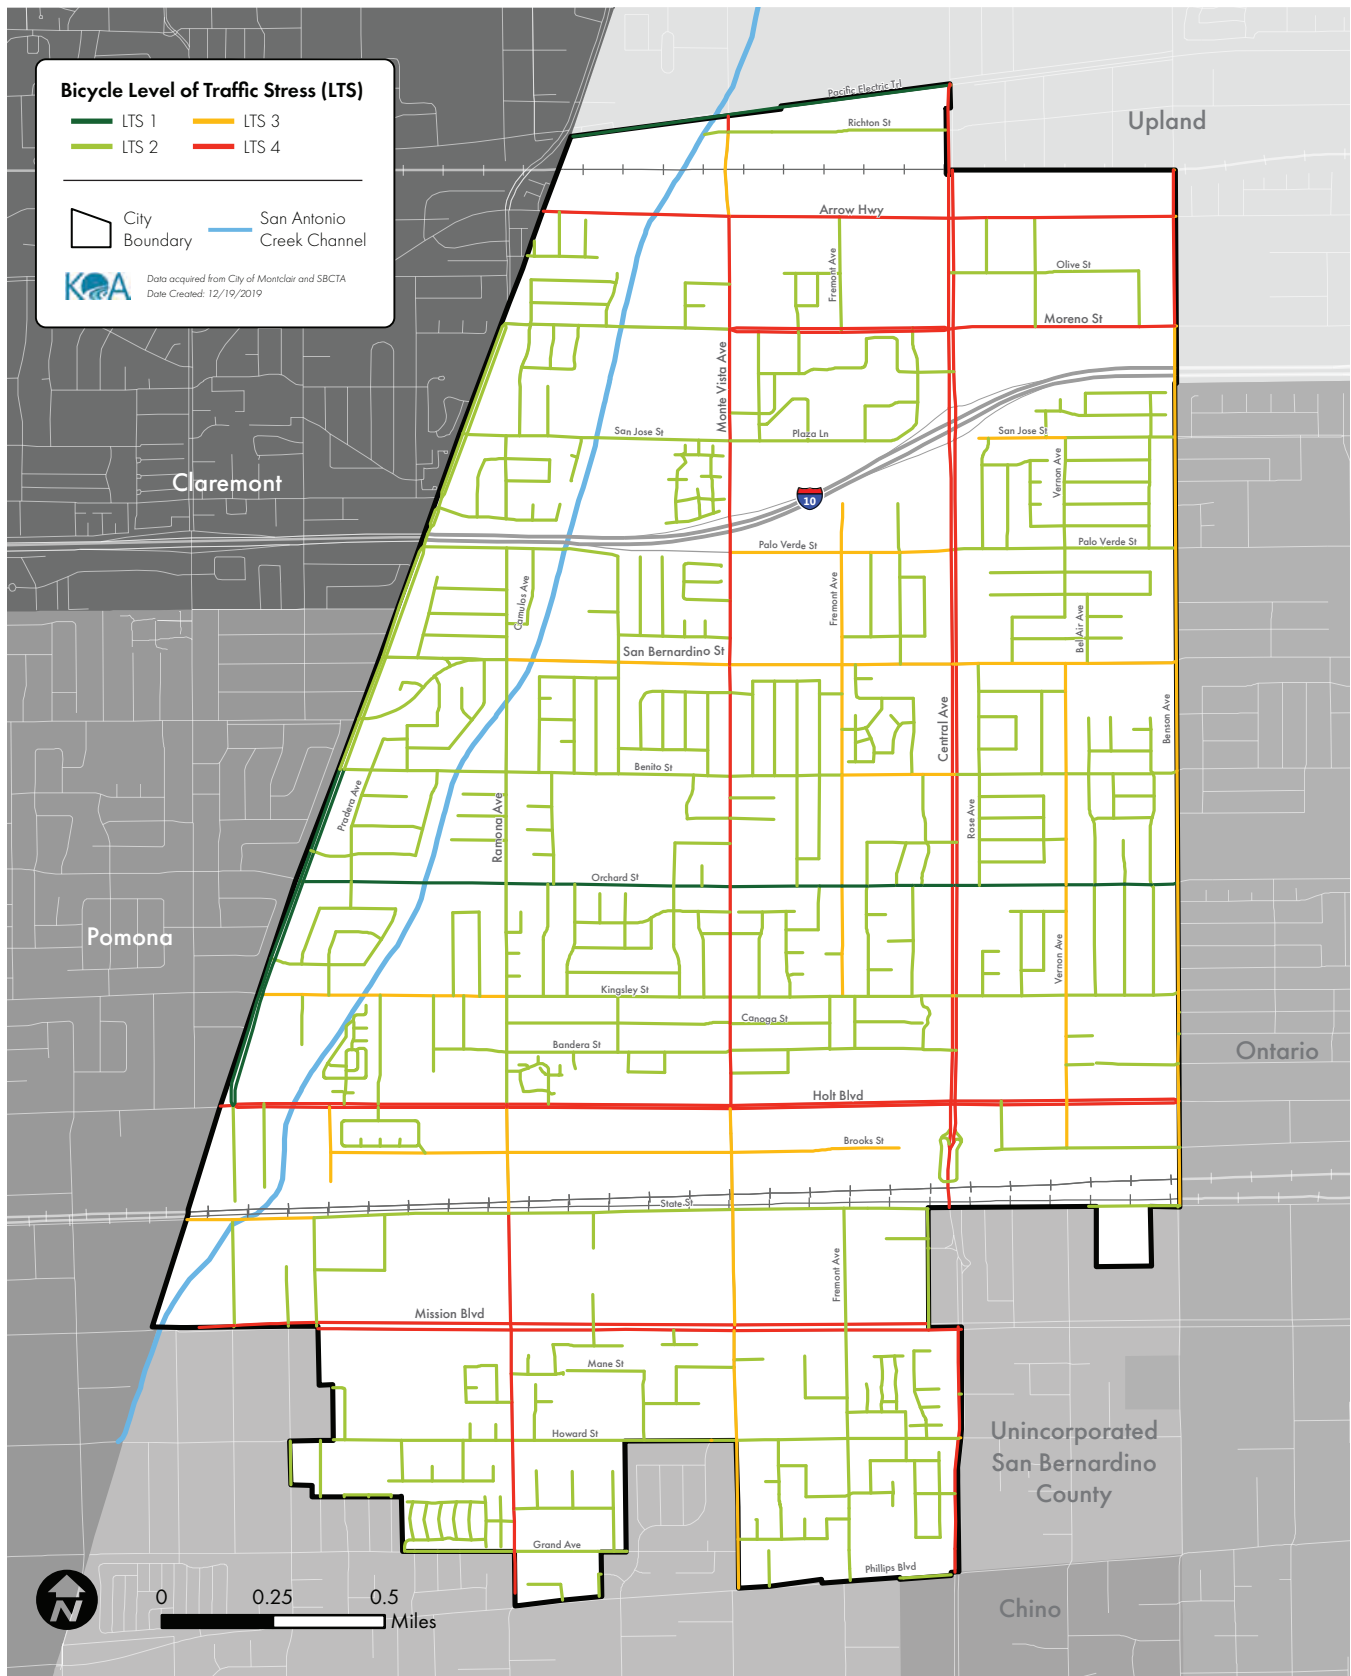 Bicycle Level of Traffic Stress (LTS)
LTS 1
LTS 3
LTS 2
LTS 4
City
Boundary
San Antonio
Creek Channel
KOA
Data acquired from City of Montclair and SBCTA
Date Created: 12/19/2019
Pacific Electric Trl
Richton St
Upland
Arrow Hwy
Fremont Ave
Olive St
Moreno St
Monte Vista Ave
San Jose St
Plaza Ln
San Jose St
Vernon Ave
Claremont
10
Palo Verde St
Palo Verde St
Camulos Ave
Fremont Ave
Bel Air Ave
San Bernardino St
Central Ave
Benson Ave
Benito St
Pradera Ave
Ramona Ave
Rose Ave
Orchard St
Pomona
Vernon Ave
Kingsley St
Canoga St
Bandera St
Ontario
Holt Blvd
Brooks St
State St
Fremont Ave
Mission Blvd
Mane St
Howard St
Unincorporated
San Bernardino
County
Grand Ave
Phillips Blvd
N
0
0.25
0.5
Miles
Chino